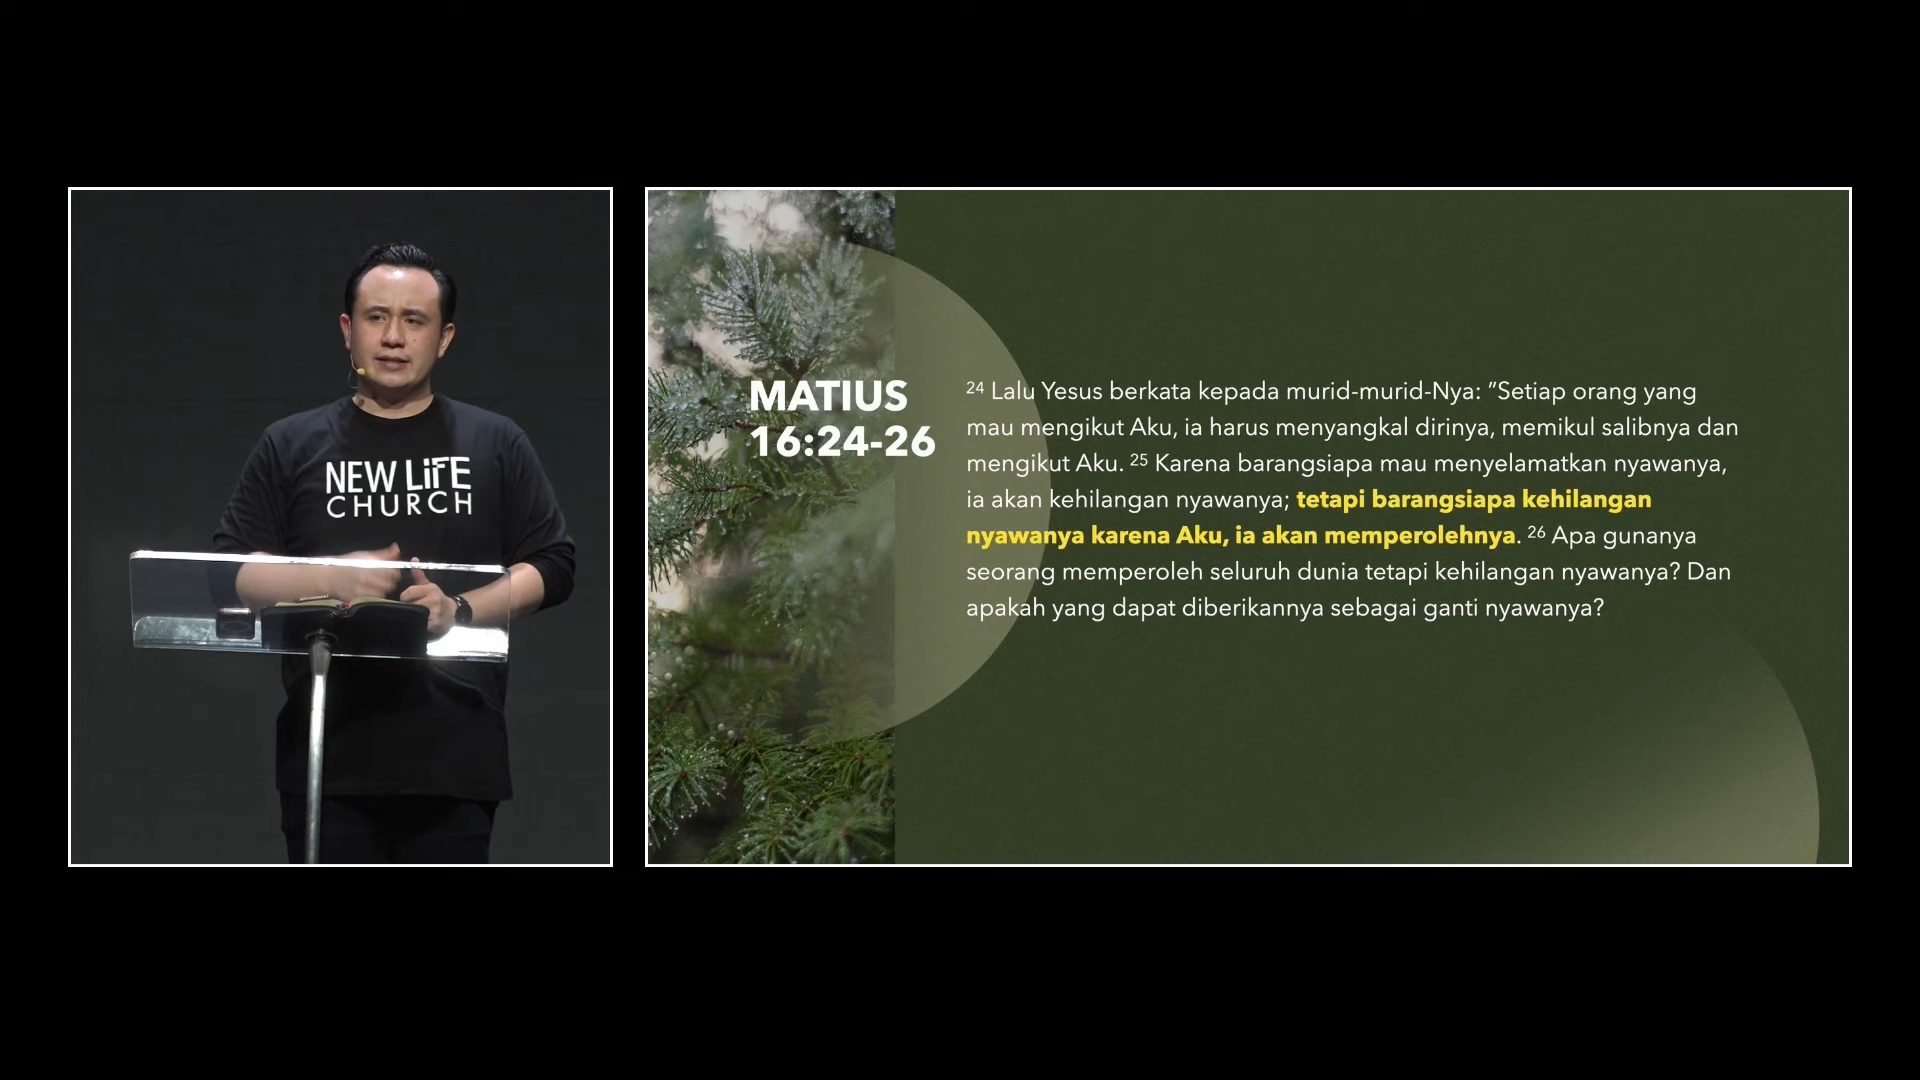 NEW LiFE
CHURCH
MATIUS
16:24-26
24 Lalu Yesus berkata kepada murid-murid-Nya: ”Setiap orang yang
mau mengikut Aku, ia harus menyangkal dirinya, memikul salibnya dan
mengikut Aku. 25 Karena barangsiapa mau menyelamatkan nyawanya,
ia akan kehilangan nyawanya; tetapi barangsiapa kehilangan
nyawanya karena Aku, ia akan memperolehnya. 26 Apa gunanya
seorang memperoleh seluruh dunia tetapi kehilangan nyawanya? Dan
apakah yang dapat diberikannya sebagai ganti nyawanya?